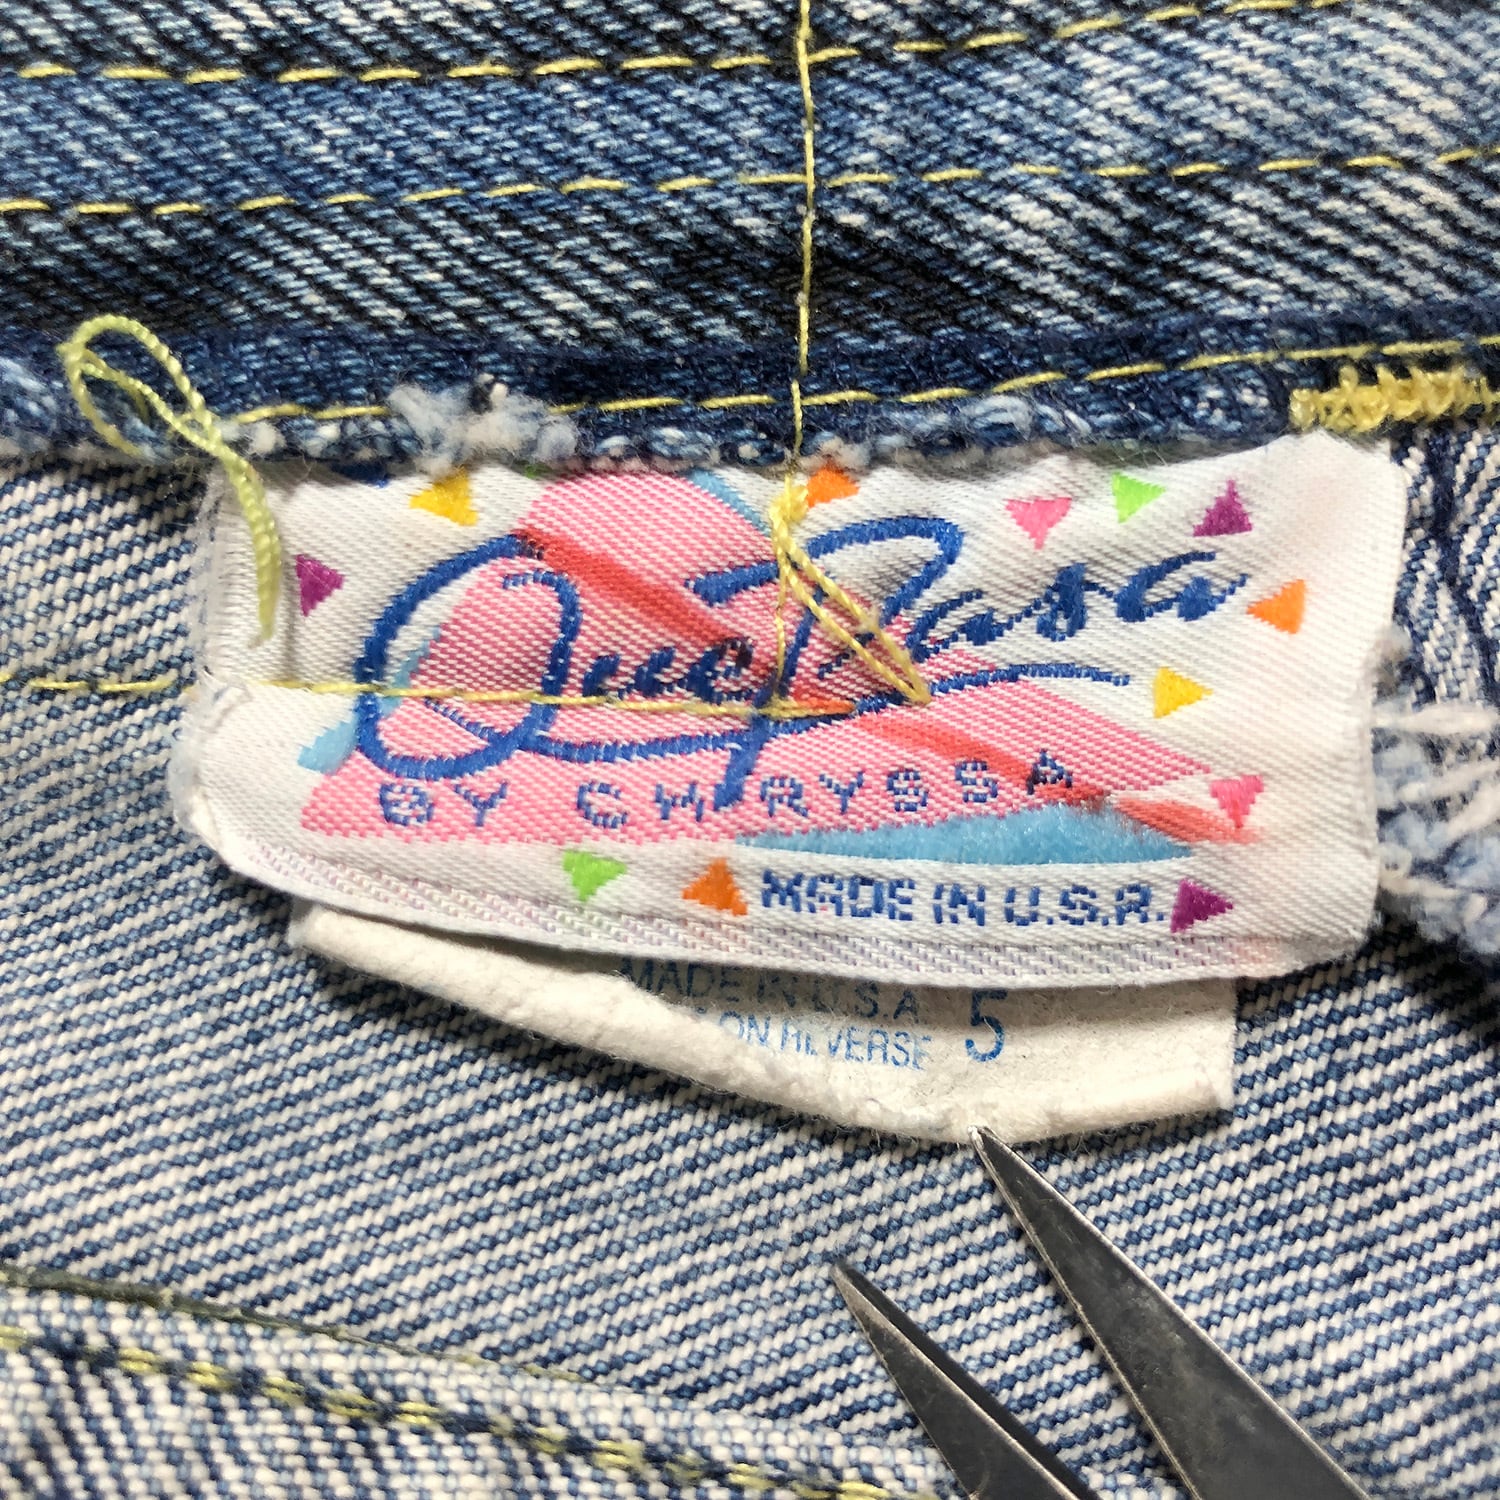 Que Pasa
BY CHRYSSA
MADE IN U.S.A.
MADE IN U.S.A
ON REVERSE
5